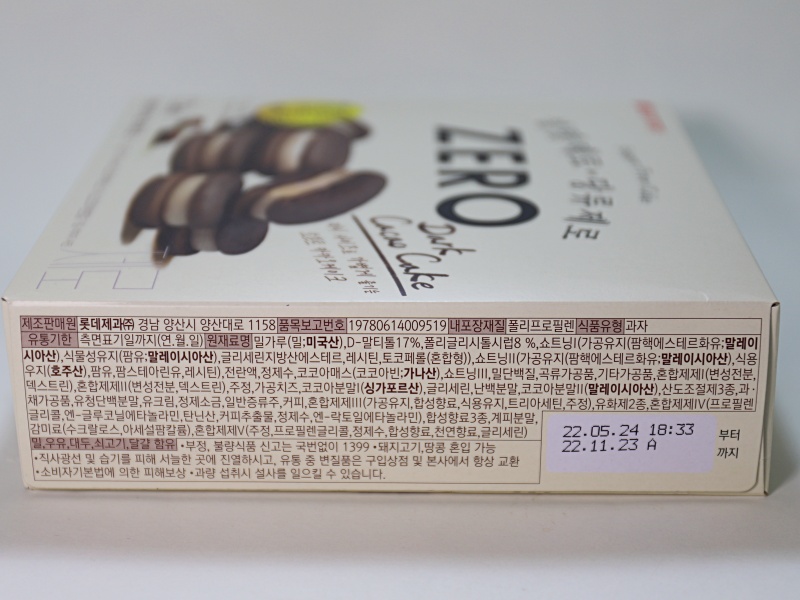 ZERO
Dark
Cacao Cake
제조판매원 롯데제과㈜ 경남 양산시 양산대로 1158 품목보고번호 19780614009519 내포장재질 폴리프로필렌 식품유형 과자
유통기한 측면표기일까지(연.월.일) 원재료명 밀가루(밀:미국산), D-말티톨17%, 폴리글리시톨시럽8 %, 쇼트닝I(가공유지(팜핵에스테르화유:말레이
시아산), 식물성유지(팜유:말레이시아산), 글리세린지방산에스테르, 레시틴, 토코페롤(혼합형)), 쇼트닝II(가공유지(팜핵에스테르화유:말레이시아산), 식용
우지(호주산), 팜유, 팜스테아린유, 레시틴), 전란액, 정제수, 코코아매스(코코아빈:가나산), 쇼트닝III, 밀단백질, 곡류가공품, 기타가공품, 혼합제제I(변성전분,
덱스트린), 혼합제제II(변성전분, 덱스트린), 주정, 가공치즈, 코코아분말I(싱가포르산), 글리세린, 난백분말, 코코아분말II(말레이시아산), 산도조절제3종, 과·
채가공품, 유청단백분말, 유크림, 정제소금, 일반증류주, 커피, 혼합제제III(가공유지, 합성향료, 식용유지, 트리아세틴, 주정), 유화제2종, 혼합제제IV(프로필렌
글리콜, 엔-글루코닐에탄올아민, 탄닌산, 커피추출물, 정제수, 엔-락토일에탄올아민), 합성향료3종, 계피분말,
감미료(수크랄로스, 아세설팜칼륨), 혼합제제V(주정, 프로필렌글리콜, 정제수, 합성향료, 천연향료, 글리세린)
밀, 우유, 대두, 쇠고기, 달걀 함유 •부정, 불량식품 신고는 국번없이 1399 •돼지고기, 땅콩 혼입 가능
•직사광선 및 습기를 피해 서늘한 곳에 진열하시고, 유통 중 변질품은 구입상점 및 본사에서 항상 교환
•소비자기본법에 의한 피해보상 •과량 섭취시 설사를 일으킬 수 있습니다.
22.05.24 18:33 부터
22.11.23 A 까지